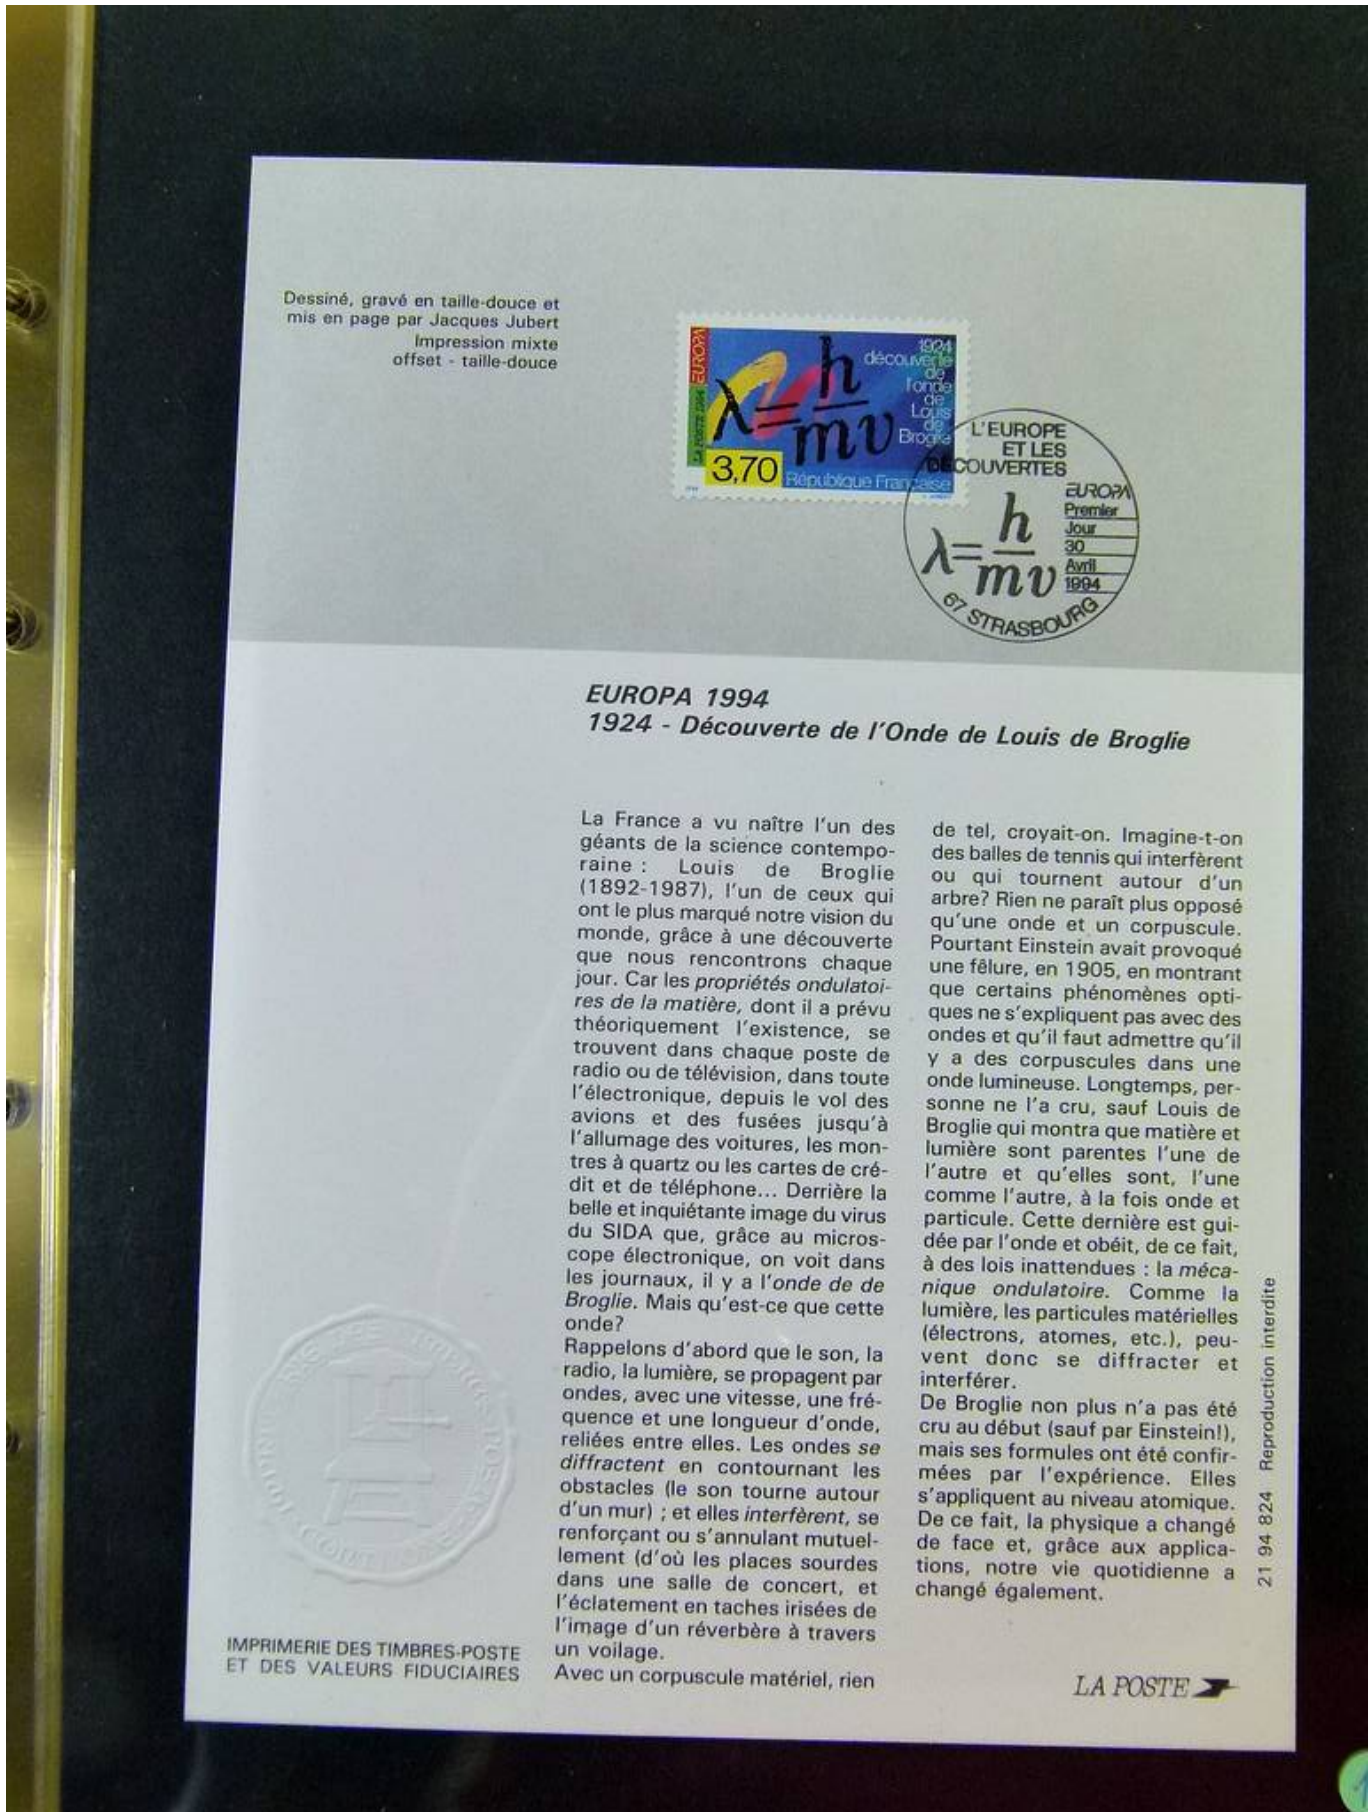 Dessiné, gravé en taille-douce et
mis en page par Jacques Jubert
Impression mixte
offset - taille-douce
LA POSTE 1994 EUROPA
1924
découverte
de
l'onde
de
Louis
de
Broglie
λ = h
mv
3,70
République Française
L'EUROPE
ET LES
DÉCOUVERTES
EUROPA
Premier
Jour
30
Avril
1994
λ = h
mv
67 STRASBOURG
EUROPA 1994
1924 - Découverte de l'Onde de Louis de Broglie
La France a vu naître l'un des
géants de la science contempo-
raine : Louis de Broglie
(1892-1987), l'un de ceux qui
ont le plus marqué notre vision du
monde, grâce à une découverte
que nous rencontrons chaque
jour. Car les propriétés ondulatoi-
res de la matière, dont il a prévu
théoriquement l'existence, se
trouvent dans chaque poste de
radio ou de télévision, dans toute
l'électronique, depuis le vol des
avions et des fusées jusqu'à
l'allumage des voitures, les mon-
tres à quartz ou les cartes de cré-
dit et de téléphone... Derrière la
belle et inquiétante image du virus
du SIDA que, grâce au micros-
cope électronique, on voit dans
les journaux, il y a l'onde de de
Broglie. Mais qu'est-ce que cette
onde?
Rappelons d'abord que le son, la
radio, la lumière, se propagent par
ondes, avec une vitesse, une fré-
quence et une longueur d'onde,
reliées entre elles. Les ondes se
diffractent en contournant les
obstacles (le son tourne autour
d'un mur) ; et elles interfèrent, se
renforçant ou s'annulant mutuel-
lement (d'où les places sourdes
dans une salle de concert, et
l'éclatement en taches irisées de
l'image d'un réverbère à travers
un voilage.
Avec un corpuscule matériel, rien
de tel, croyait-on. Imagine-t-on
des balles de tennis qui interfèrent
ou qui tournent autour d'un
arbre? Rien ne paraît plus opposé
qu'une onde et un corpuscule.
Pourtant Einstein avait provoqué
une fêlure, en 1905, en montrant
que certains phénomènes opti-
ques ne s'expliquent pas avec des
ondes et qu'il faut admettre qu'il
y a des corpuscules dans une
onde lumineuse. Longtemps, per-
sonne ne l'a cru, sauf Louis de
Broglie qui montra que matière et
lumière sont parentes l'une de
l'autre et qu'elles sont, l'une
comme l'autre, à la fois onde et
particule. Cette dernière est gui-
dée par l'onde et obéit, de ce fait,
à des lois inattendues : la méca-
nique ondulatoire. Comme la
lumière, les particules matérielles
(électrons, atomes, etc.), peu-
vent donc se diffracter et
interférer.
De Broglie non plus n'a pas été
cru au début (sauf par Einstein!),
mais ses formules ont été confir-
mées par l'expérience. Elles
s'appliquent au niveau atomique.
De ce fait, la physique a changé
de face et, grâce aux applica-
tions, notre vie quotidienne a
changé également.
21 94 824 Reproduction interdite
IMPRIMERIE DES TIMBRES-POSTE
ET DES VALEURS FIDUCIAIRES
LA POSTE